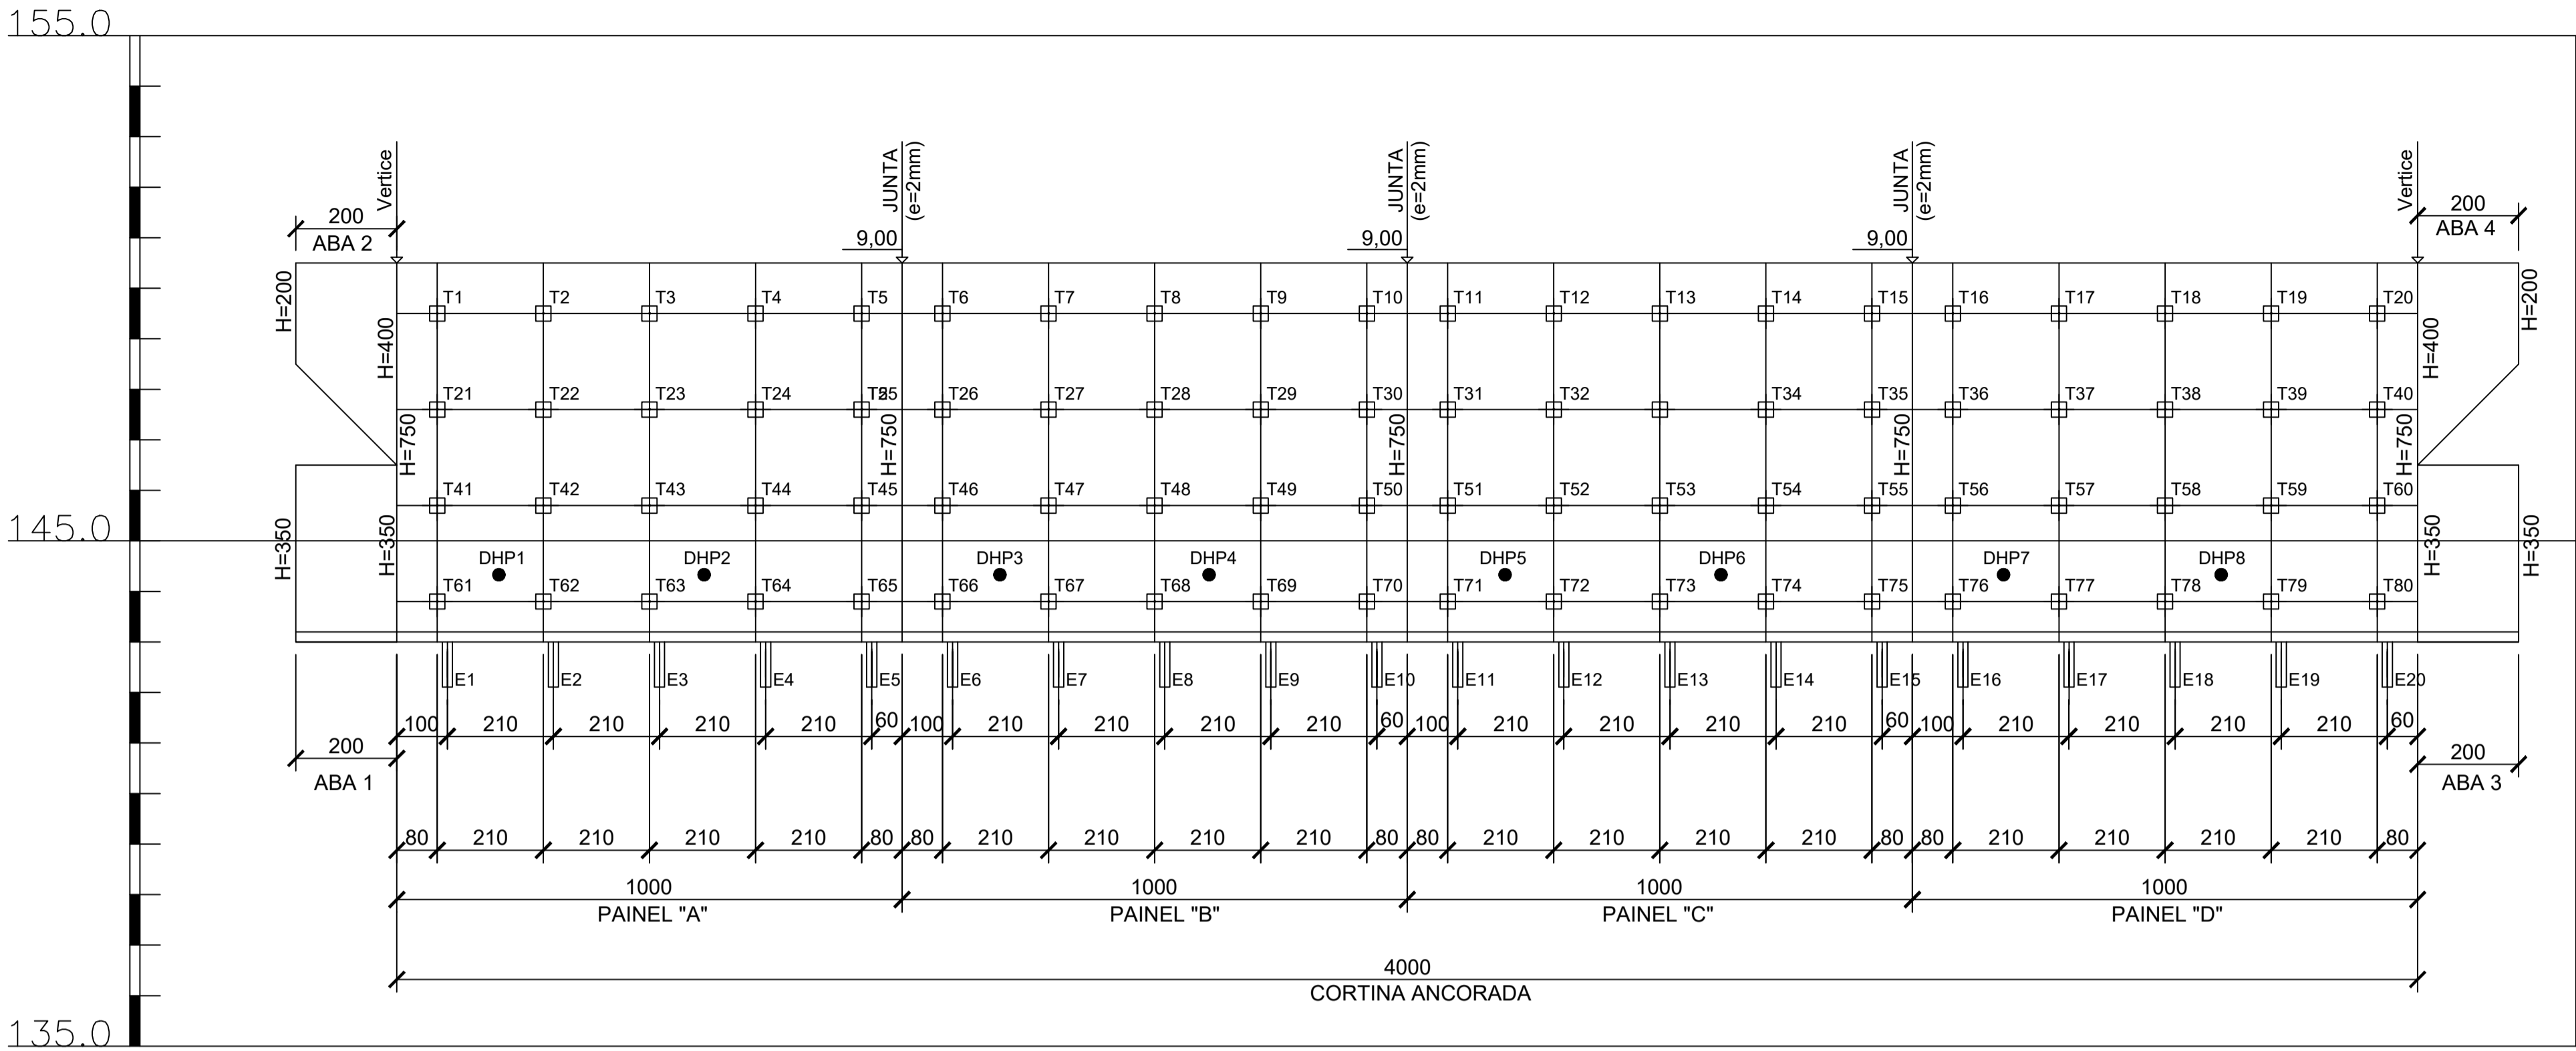 155.0
Vertice
JUNTA
(e=2mm)
JUNTA
(e=2mm)
JUNTA
(e=2mm)
Vertice
200
ABA 2
9,00
9,00
9,00
200
ABA 4
H=200
H=400
T1 T2 T3 T4 T5 T6 T7 T8 T9 T10 T11 T12 T13 T14 T15 T16 T17 T18 T19 T20
H=400
H=200
T21 T22 T23 T24 T26 T27 T28 T29 T30 T31 T32 T34 T35 T36 T37 T38 T39 T40
H=750
H=750
H=750
H=750
H=750
T41 T42 T43 T44 T45 T46 T47 T48 T49 T50 T51 T52 T53 T54 T55 T56 T57 T58 T59 T60
145.0
H=350
H=350
DHP1 DHP2 DHP3 DHP4 DHP5 DHP6 DHP7 DHP8
H=350
H=350
T61 T62 T63 T64 T65 T66 T67 T68 T69 T70 T71 T72 T73 T74 T75 T76 T77 T78 T79 T80
E1 E2 E3 E4 E5 E6 E7 E8 E9 E10 E11 E12 E13 E14 E15 E16 E17 E18 E19 E20
100 210 210 210 210 60 100 210 210 210 210 60 100 210 210 210 210 60 100 210 210 210 210 60
200
ABA 1
200
ABA 3
80 210 210 210 210 80 80 210 210 210 210 80 80 210 210 210 210 80 80 210 210 210 210 80
1000 1000 1000 1000
PAINEL "A" PAINEL "B" PAINEL "C" PAINEL "D"
4000
CORTINA ANCORADA
135.0